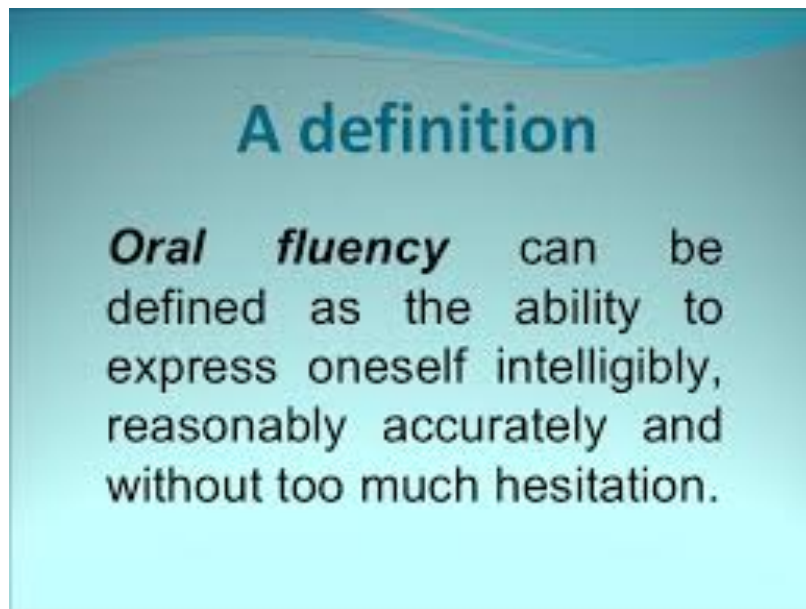 A definition
Oral fluency can be
defined as the ability to
express oneself intelligibly,
reasonably accurately and
without too much hesitation.